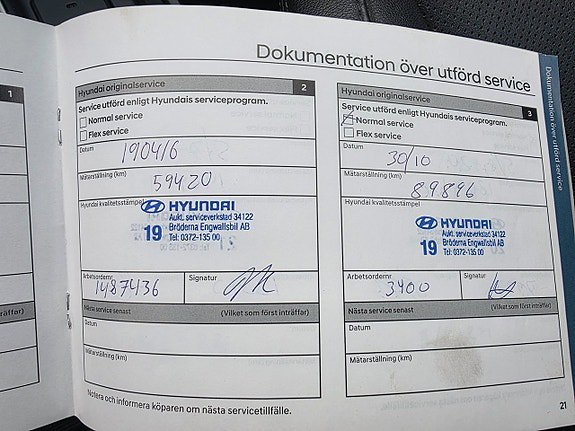 Dokumentation över utförd service
1
Hyundai originalservice 2
Service utförd enligt Hyundais serviceprogram.
Normal service
Flex service
Datum
190416
Mätarställning (km)
59420
Hyundai kvalitetsstämpel
HYUNDAI
Aukt. serviceverkstad 34122
19 Bröderna Engwallsbil AB
Tel: 0372-135 00
Arbetsordernr Signatur
1487436
Nästa service senast (Vilket som först inträffar)
Datum
Mätarställning (km)
Notera och informera köparen om nästa servicetillfälle.
Hyundai originalservice 3
Service utförd enligt Hyundais serviceprogram.
Normal service
Flex service
Datum
30/10
Mätarställning (km)
89896
Hyundai kvalitetsstämpel
HYUNDAI
Aukt. serviceverkstad 34122
19 Bröderna Engwallsbil AB
Tel: 0372-135 00
Arbetsordernr Signatur
3400
Nästa service senast (Vilket som först inträffar)
Datum
Mätarställning (km)
21
Dokumentation över utförd service